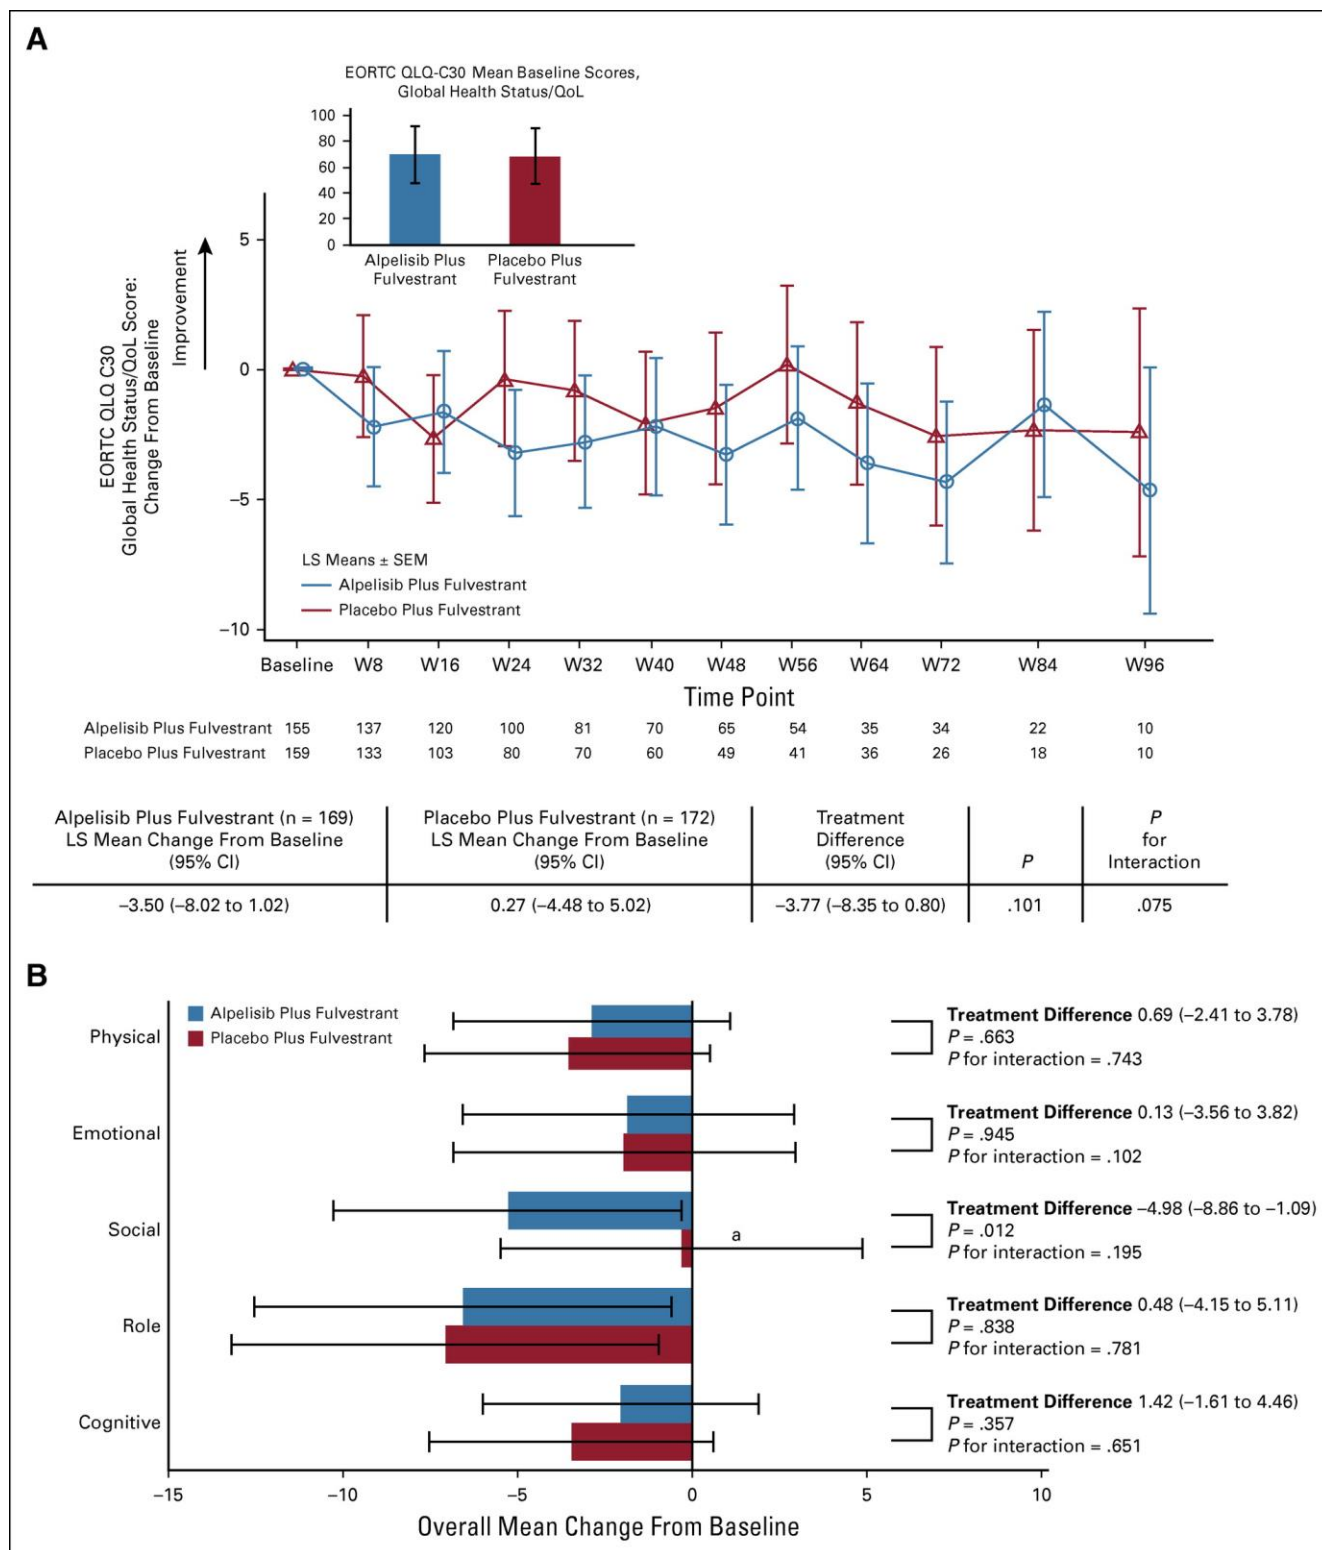 A
EORTC QLQ-C30 Mean Baseline Scores,
Global Health Status/QoL
100
80
60
40
20
0
Alpelisib Plus
Fulvestrant
Placebo Plus
Fulvestrant
EORTC QLQ C30
Global Health Status/QoL Score:
Change From Baseline
Improvement
5
0
−5
−10
LS Means ± SEM
Alpelisib Plus Fulvestrant
Placebo Plus Fulvestrant
Baseline W8 W16 W24 W32 W40 W48 W56 W64 W72 W84 W96
Time Point
Alpelisib Plus Fulvestrant 155 137 120 100 81 70 65 54 35 34 22 10
Placebo Plus Fulvestrant 159 133 103 80 70 60 49 41 36 26 18 10
Alpelisib Plus Fulvestrant (n = 169)
LS Mean Change From Baseline
(95% CI)
Placebo Plus Fulvestrant (n = 172)
LS Mean Change From Baseline
(95% CI)
Treatment
Difference
(95% CI)
P
P
for
Interaction
−3.50 (−8.02 to 1.02) 0.27 (−4.48 to 5.02) −3.77 (−8.35 to 0.80) .101 .075
B
Alpelisib Plus Fulvestrant
Placebo Plus Fulvestrant
Physical
Treatment Difference 0.69 (−2.41 to 3.78)
P = .663
P for interaction = .743
Emotional
Treatment Difference 0.13 (−3.56 to 3.82)
P = .945
P for interaction = .102
Social
a
Treatment Difference −4.98 (−8.86 to −1.09)
P = .012
P for interaction = .195
Role
Treatment Difference 0.48 (−4.15 to 5.11)
P = .838
P for interaction = .781
Cognitive
Treatment Difference 1.42 (−1.61 to 4.46)
P = .357
P for interaction = .651
−15 −10 −5 0 5 10
Overall Mean Change From Baseline